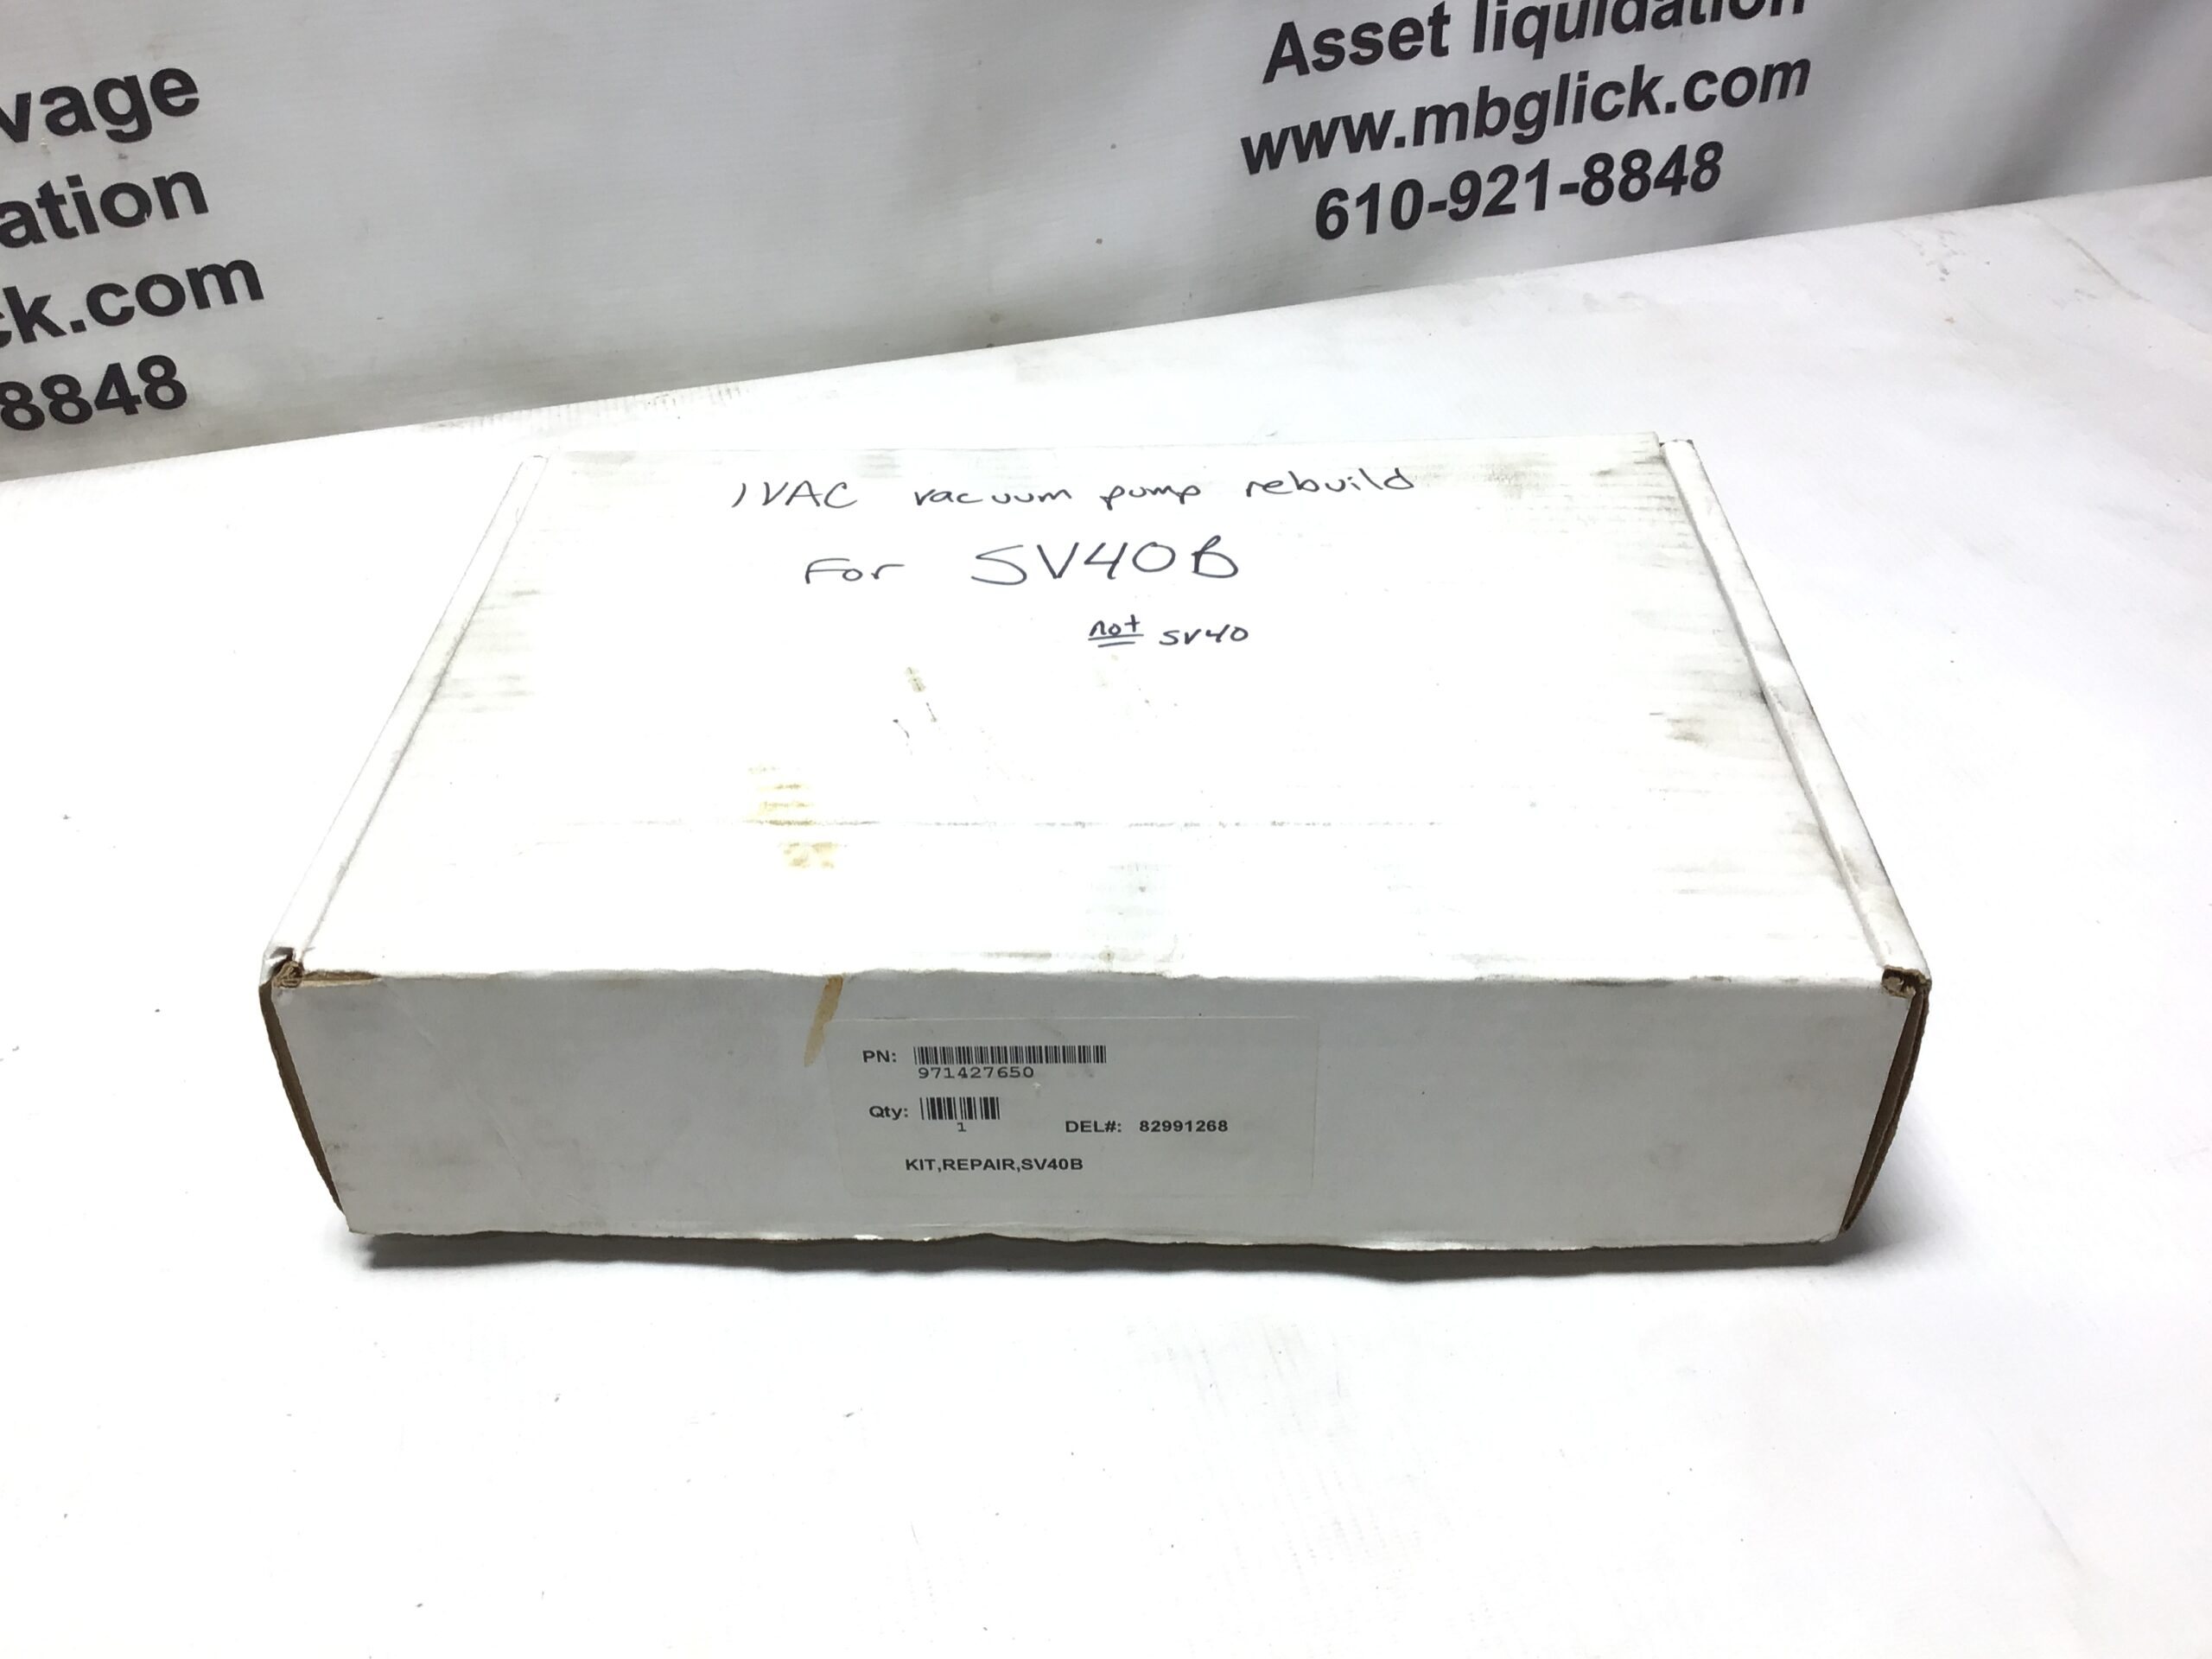 vage
ation
ck.com
8848
Asset liquidation
www.mbglick.com
610-921-8848
IVAC vacuum pump rebuild
For SV40B
not SV40
PN:
971427650
Qty:
1
DEL#: 82991268
KIT,REPAIR,SV40B